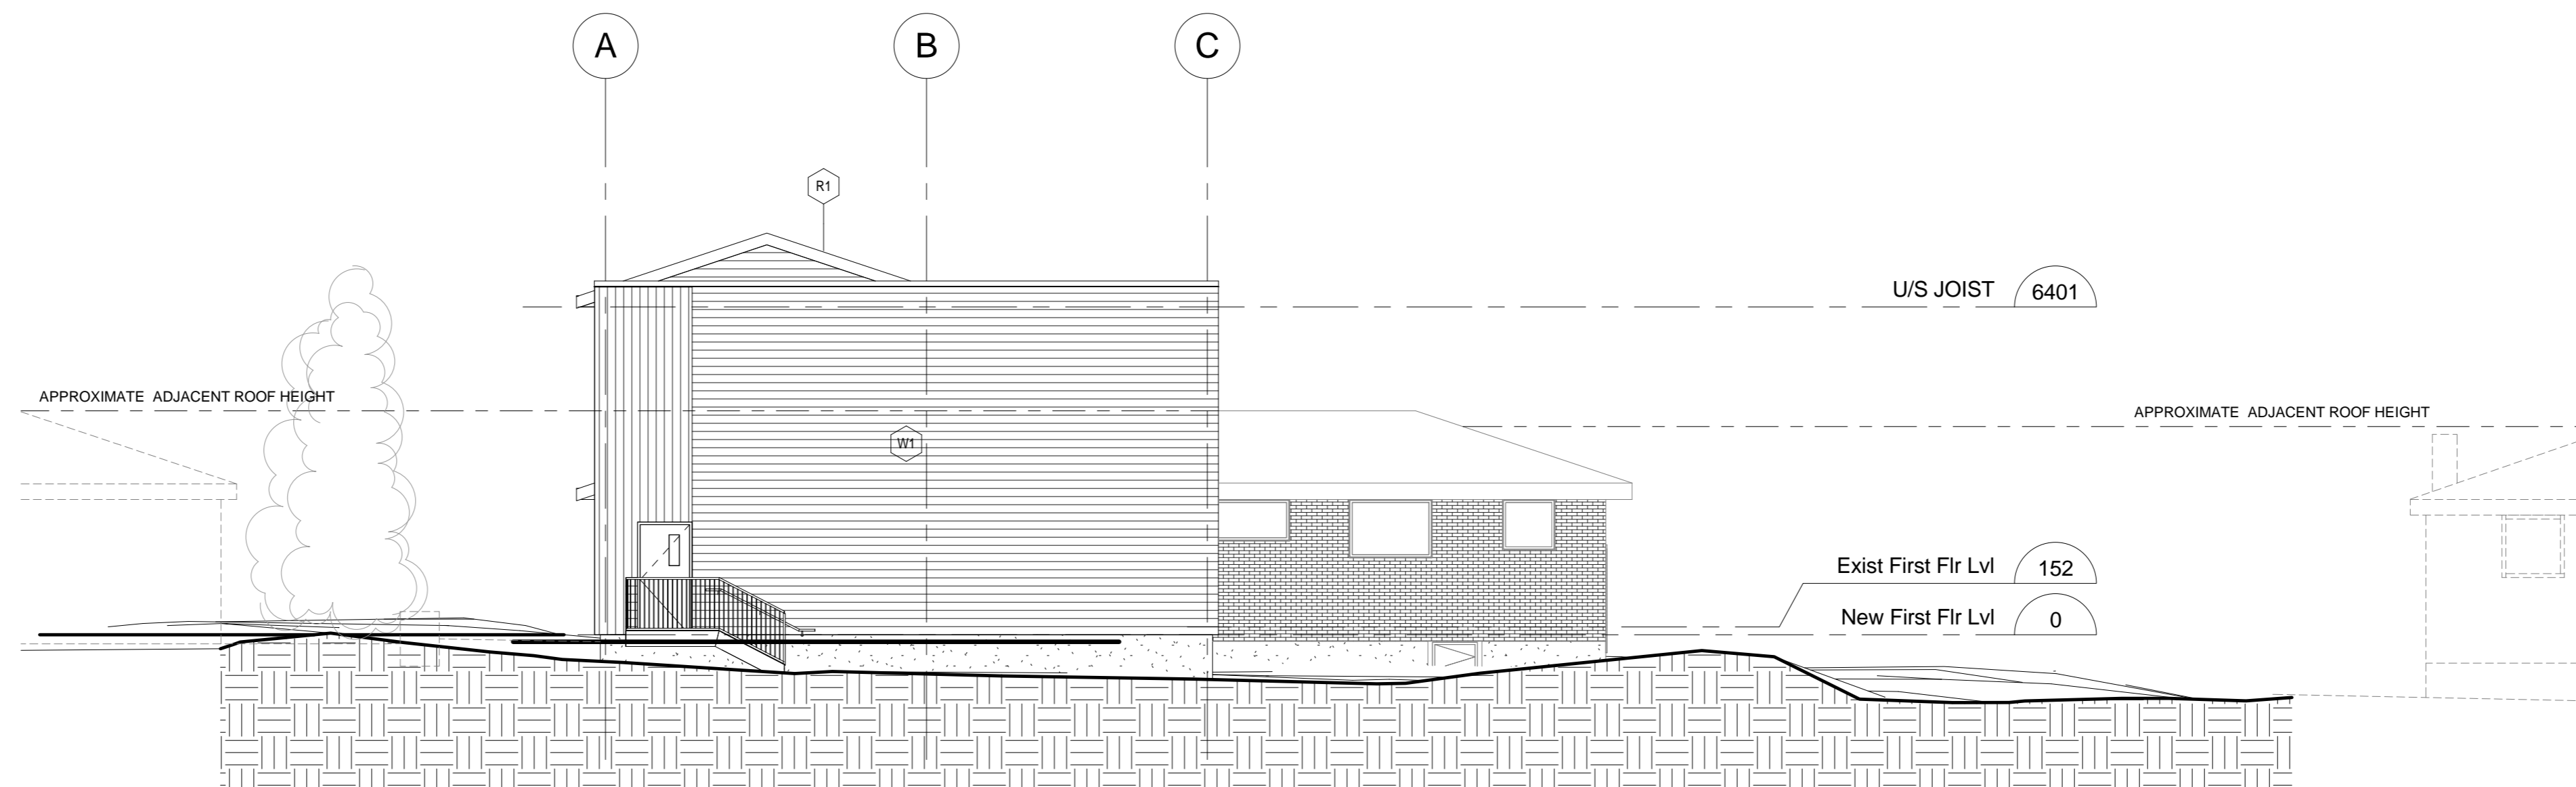 A B C
R1
U/S JOIST 6401
APPROXIMATE ADJACENT ROOF HEIGHT
APPROXIMATE ADJACENT ROOF HEIGHT
W1
Exist First Flr Lvl 152
New First Flr Lvl 0